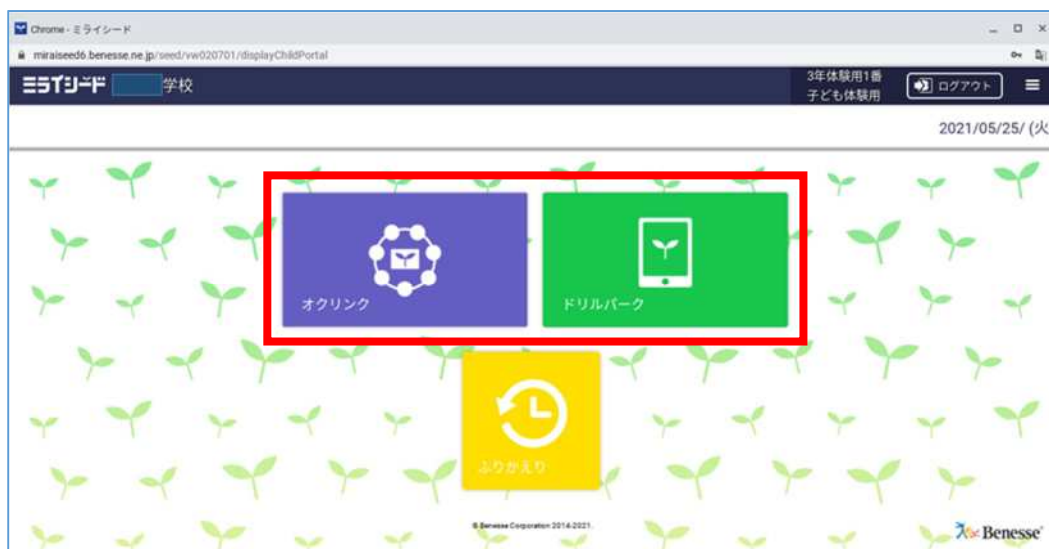 Chrome - ミライシード
miraiseed6.benesse.ne.jp/seed/vw020701/displayChildPortal
ミライシード 学校
3年体験用1番
子ども体験用
ログアウト
2021/05/25/ (火
オクリンク
ドリルパーク
ふりかえり
© Benesse Corporation 2014-2021.
Benesse